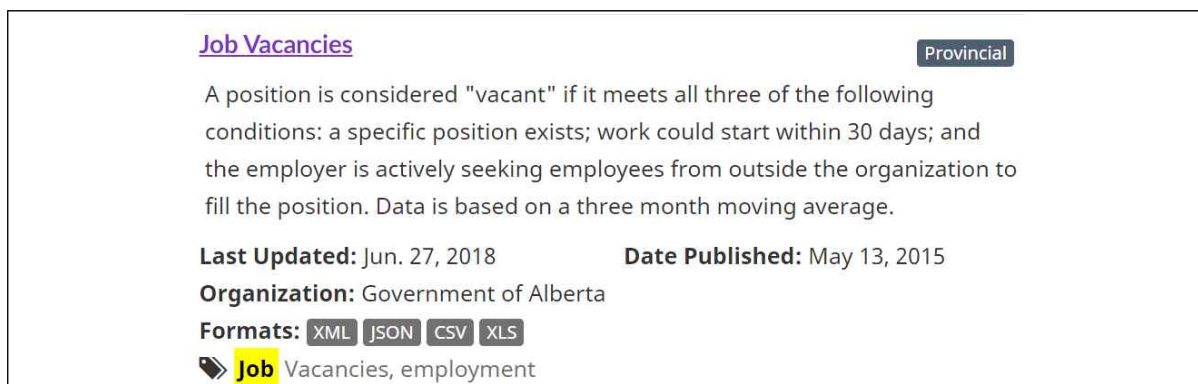 Job Vacancies
Provincial
A position is considered "vacant" if it meets all three of the following
conditions: a specific position exists; work could start within 30 days; and
the employer is actively seeking employees from outside the organization to
fill the position. Data is based on a three month moving average.
Last Updated: Jun. 27, 2018 Date Published: May 13, 2015
Organization: Government of Alberta
Formats: XML JSON CSV XLS
Job Vacancies, employment